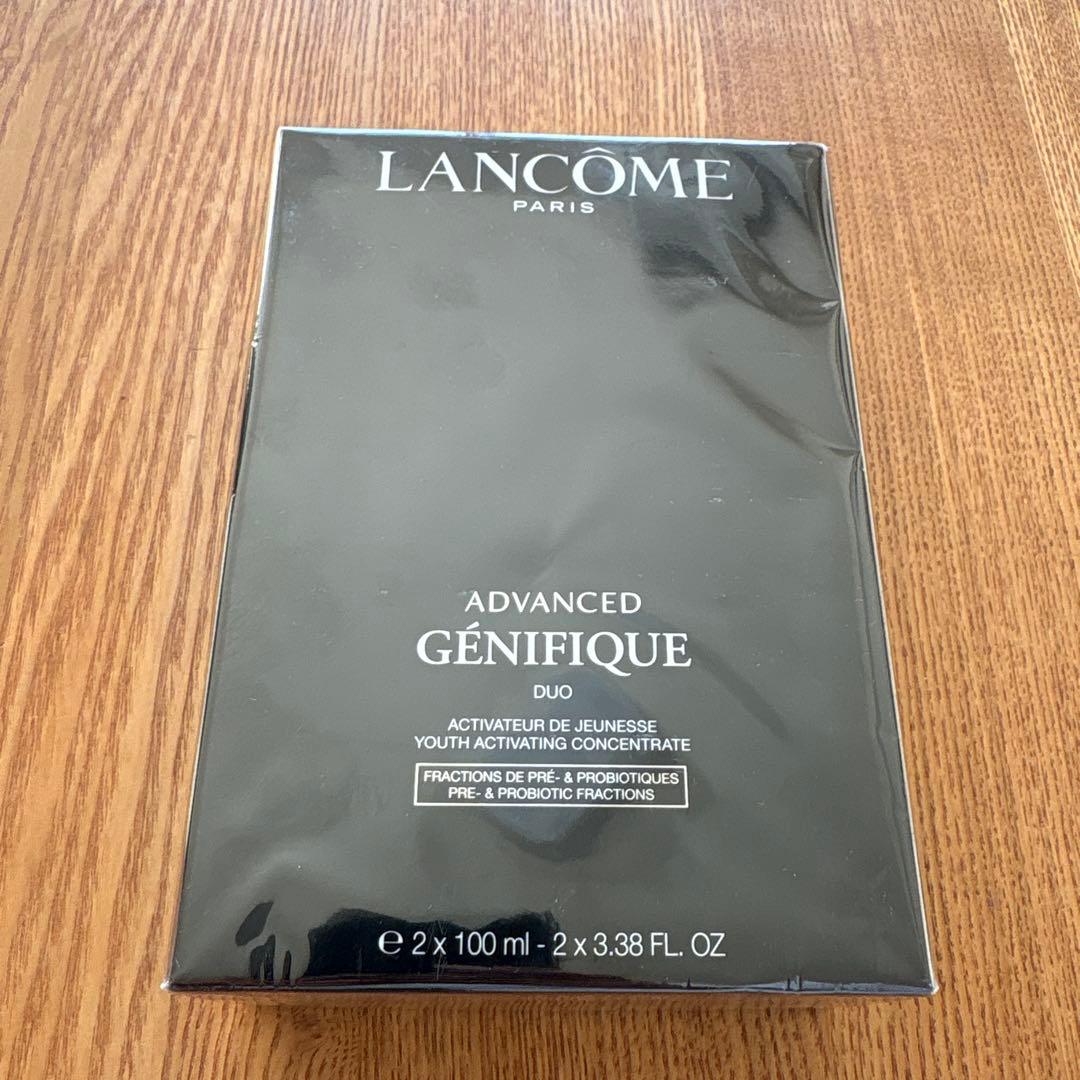 LANCÔME
PARIS
ADVANCED
GÉNIFIQUE
DUO
ACTIVATEUR DE JEUNESSE
YOUTH ACTIVATING CONCENTRATE
FRACTIONS DE PRÉ- & PROBIOTIQUES
PRE- & PROBIOTIC FRACTIONS
℮ 2 x 100 ml - 2 x 3.38 FL. OZ